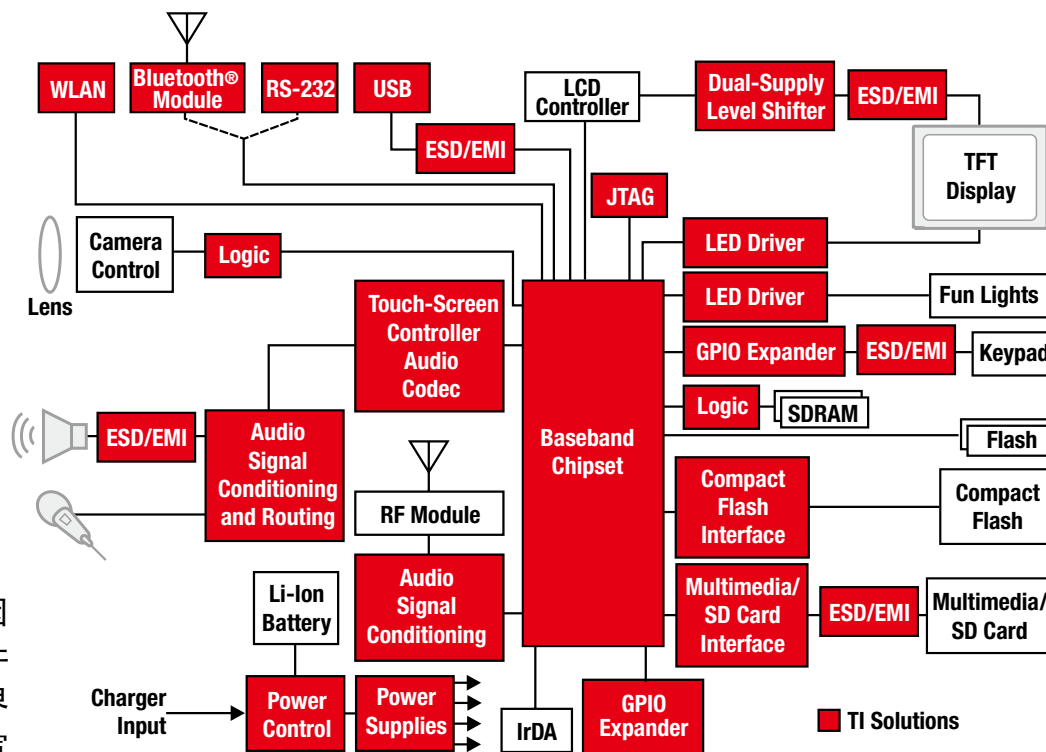 WLAN
Bluetooth®
Module
RS-232
USB
ESD/EMI
LCD
Controller
Dual-Supply
Level Shifter
ESD/EMI
TFT
Display
JTAG
Camera
Control
Logic
Lens
LED Driver
LED Driver
Fun Lights
Touch-Screen
Controller
Audio
Codec
GPIO Expander
ESD/EMI
Keypad
Logic
SDRAM
Baseband
Chipset
Flash
ESD/EMI
Audio
Signal
Conditioning
and Routing
RF Module
Compact
Flash
Interface
Compact
Flash
Li-Ion
Battery
Audio
Signal
Conditioning
Multimedia/
SD Card
Interface
ESD/EMI
Multimedia/
SD Card
Charger
Input
Power
Control
Power
Supplies
IrDA
GPIO
Expander
TI Solutions